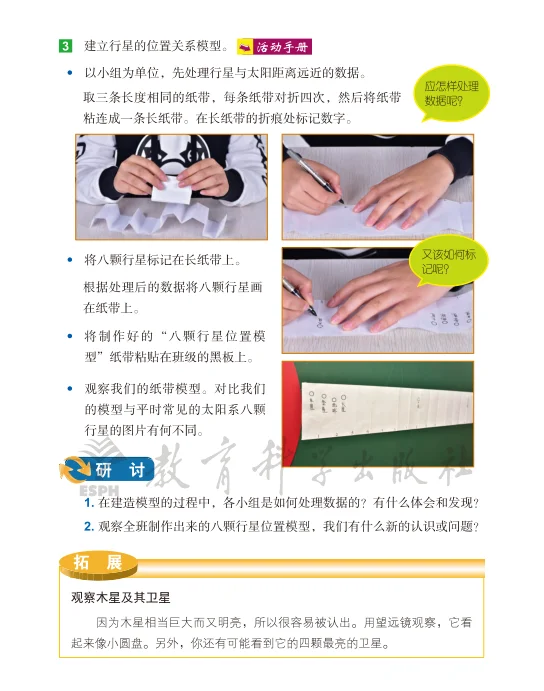 3 建立行星的位置关系模型。 活动手册
• 以小组为单位，先处理行星与太阳距离远近的数据。
应怎样处理
数据呢？
取三条长度相同的纸带，每条纸带对折四次，然后将纸带
粘连成一条长纸带。在长纸带的折痕处标记数字。
• 将八颗行星标记在长纸带上。
又该如何标
记呢？
根据处理后的数据将八颗行星画
在纸带上。
• 将制作好的“八颗行星位置模
型”纸带粘贴在班级的黑板上。
• 观察我们的纸带模型。对比我们
的模型与平时常见的太阳系八颗
行星的图片有何不同。
ESPH 教育科学出版社
研 讨
1. 在建造模型的过程中，各小组是如何处理数据的？有什么体会和发现？
2. 观察全班制作出来的八颗行星位置模型，我们有什么新的认识或问题？
拓 展
观察木星及其卫星
因为木星相当巨大而又明亮，所以很容易被认出。用望远镜观察，它看
起来像小圆盘。另外，你还有可能看到它的四颗最亮的卫星。